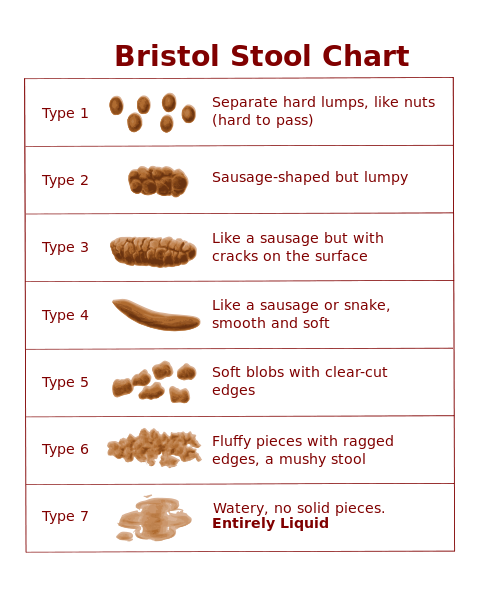 Bristol Stool Chart
Type 1
Separate hard lumps, like nuts
(hard to pass)
Type 2
Sausage-shaped but lumpy
Type 3
Like a sausage but with
cracks on the surface
Type 4
Like a sausage or snake,
smooth and soft
Type 5
Soft blobs with clear-cut
edges
Type 6
Fluffy pieces with ragged
edges, a mushy stool
Type 7
Watery, no solid pieces.
Entirely Liquid